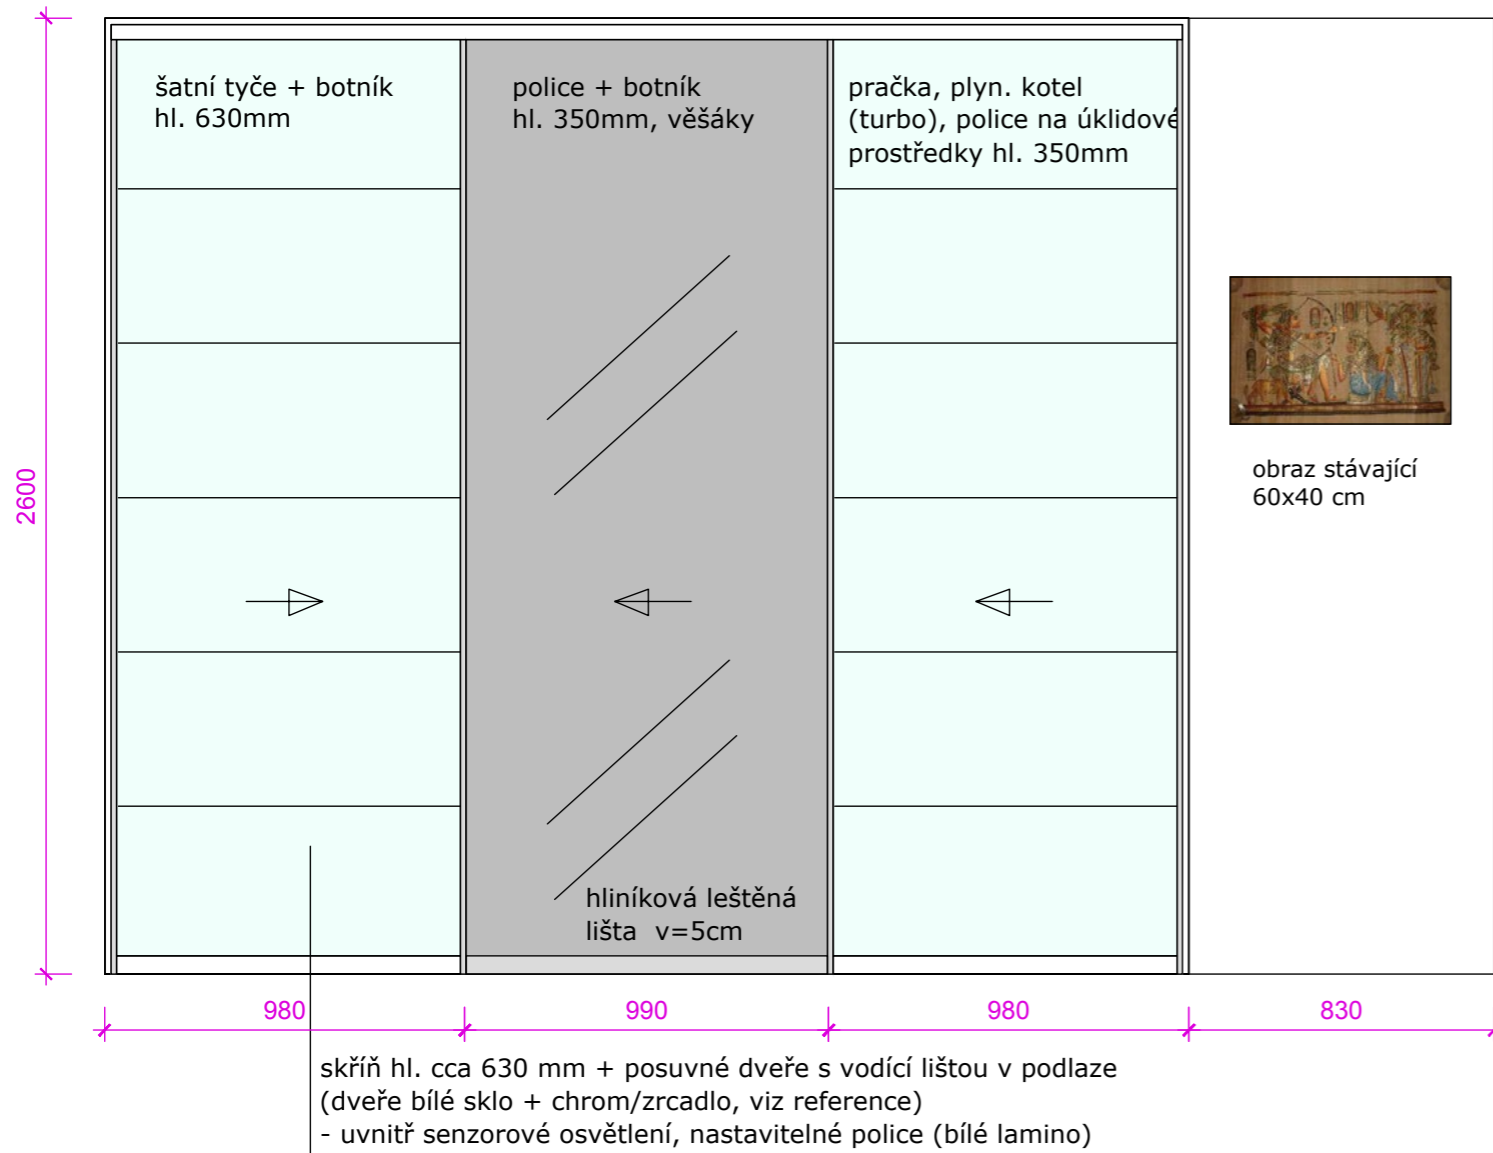 šatní tyče + botník
hl. 630mm
police + botník
hl. 350mm, věšáky
pračka, plyn. kotel
(turbo), police na úklidové
prostředky hl. 350mm
obraz stávající
60x40 cm
2600
hliníková leštěná
lišta v=5cm
980
990
980
830
skříň hl. cca 630 mm + posuvné dveře s vodící lištou v podlaze
(dveře bílé sklo + chrom/zrcadlo, viz reference)
- uvnitř senzorové osvětlení, nastavitelné police (bílé lamino)